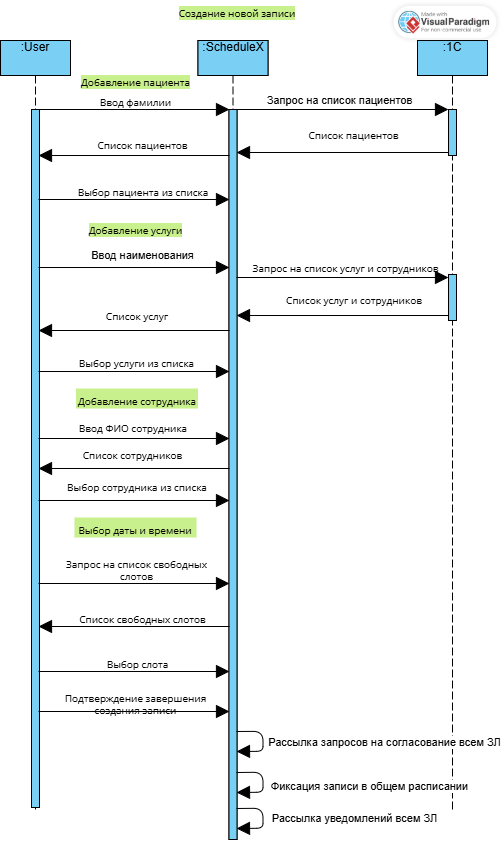 Создание новой записи
Made with
VisualParadigm
For non-commercial use
:User
:ScheduleX
:1C
Добавление пациента
Ввод фамилии
Запрос на список пациентов
Список пациентов
Список пациентов
Выбор пациента из списка
Добавление услуги
Ввод наименования
Запрос на список услуг и сотрудников
Список услуг и сотрудников
Список услуг
Выбор услуги из списка
Добавление сотрудника
Ввод ФИО сотрудника
Список сотрудников
Выбор сотрудника из списка
Выбор даты и времени
Запрос на список свободных
слотов
Список свободных слотов
Выбор слота
Подтверждение завершения
создания записи
Рассылка запросов на согласование всем ЗЛ
Фиксация записи в общем расписании
Рассылка уведомлений всем ЗЛ